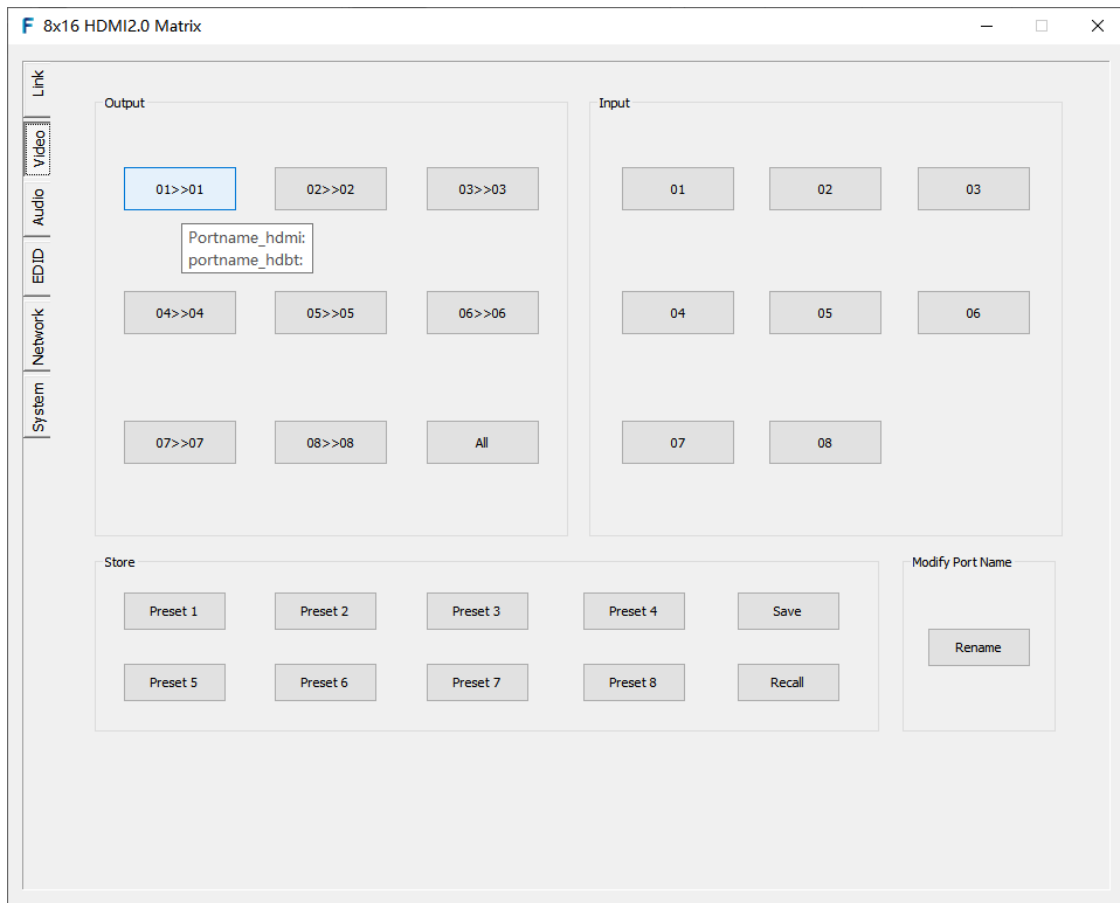 8x16 HDMI2.0 Matrix
Link
Video
Audio
EDID
Network
System
Output
01>>01
02>>02
03>>03
Portname_hdmi:
portname_hdbt:
04>>04
05>>05
06>>06
07>>07
08>>08
All
Input
01
02
03
04
05
06
07
08
Store
Preset 1
Preset 2
Preset 3
Preset 4
Save
Preset 5
Preset 6
Preset 7
Preset 8
Recall
Modify Port Name
Rename